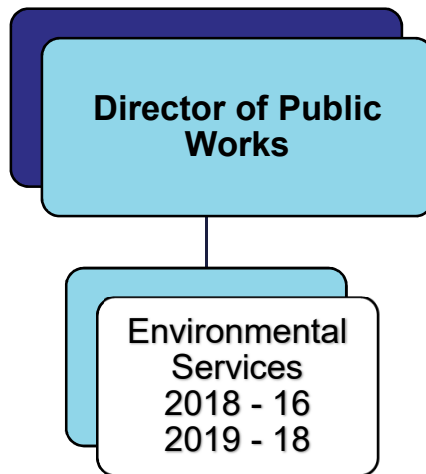 Director of Public
Works
Environmental
Services
2018 - 16
2019 - 18